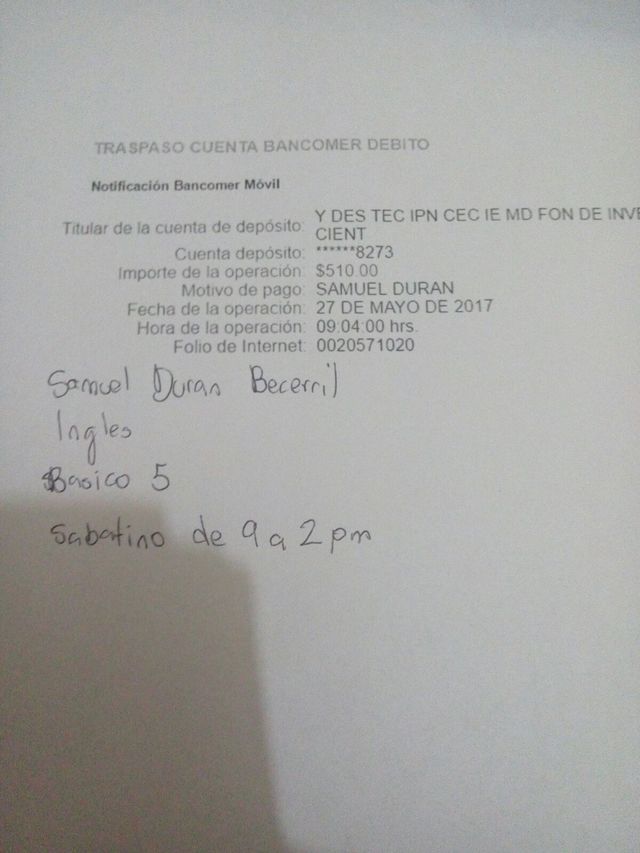 TRASPASO CUENTA BANCOMER DEBITO
Notificación Bancomer Móvil
Titular de la cuenta de depósito: Y DES TEC IPN CEC IE MD FON DE INVE
CIENT
Cuenta depósito: ******8273
Importe de la operación: $510.00
Motivo de pago: SAMUEL DURAN
Fecha de la operación: 27 DE MAYO DE 2017
Hora de la operación: 09:04:00 hrs.
Folio de Internet: 0020571020
Samuel Duran Becerril
Ingles
Basico 5
Sabatino de 9 a 2 pm